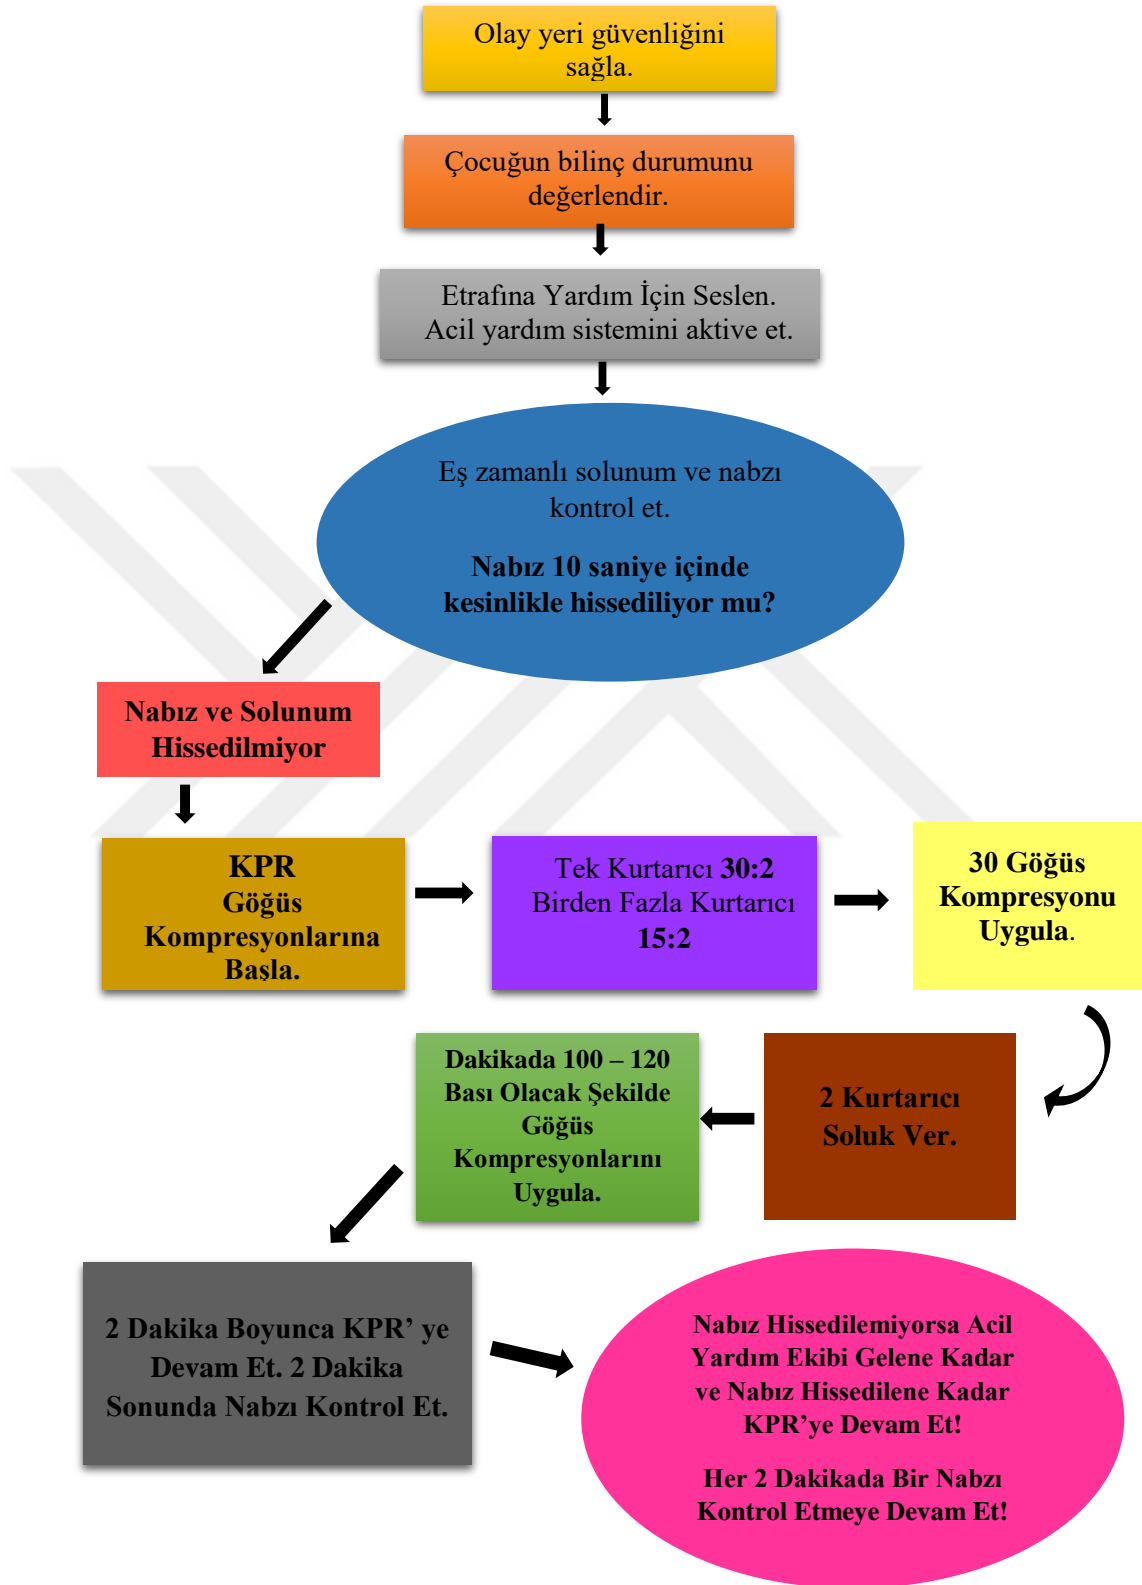 Olay yeri güvenliğini
sağla.
Çocuğun bilinç durumunu
değerlendir.
Etrafına Yardım İçin Seslen.
Acil yardım sistemini aktive et.
Eş zamanlı solunum ve nabzı
kontrol et.
Nabız 10 saniye içinde
kesinlikle hissediliyor mu?
Nabız ve Solunum
Hissedilmiyor
KPR
Göğüs
Kompresyonlarına
Başla.
Tek Kurtarıcı 30:2
Birden Fazla Kurtarıcı
15:2
30 Göğüs
Kompresyonu
Uygula.
2 Kurtarıcı
Soluk Ver.
Dakikada 100 – 120
Bası Olacak Şekilde
Göğüs
Kompresyonlarını
Uygula.
2 Dakika Boyunca KPR’ ye
Devam Et. 2 Dakika
Sonunda Nabzı Kontrol Et.
Nabız Hissedilemiyorsa Acil
Yardım Ekibi Gelene Kadar
ve Nabız Hissedilene Kadar
KPR’ye Devam Et!
Her 2 Dakikada Bir Nabzı
Kontrol Etmeye Devam Et!